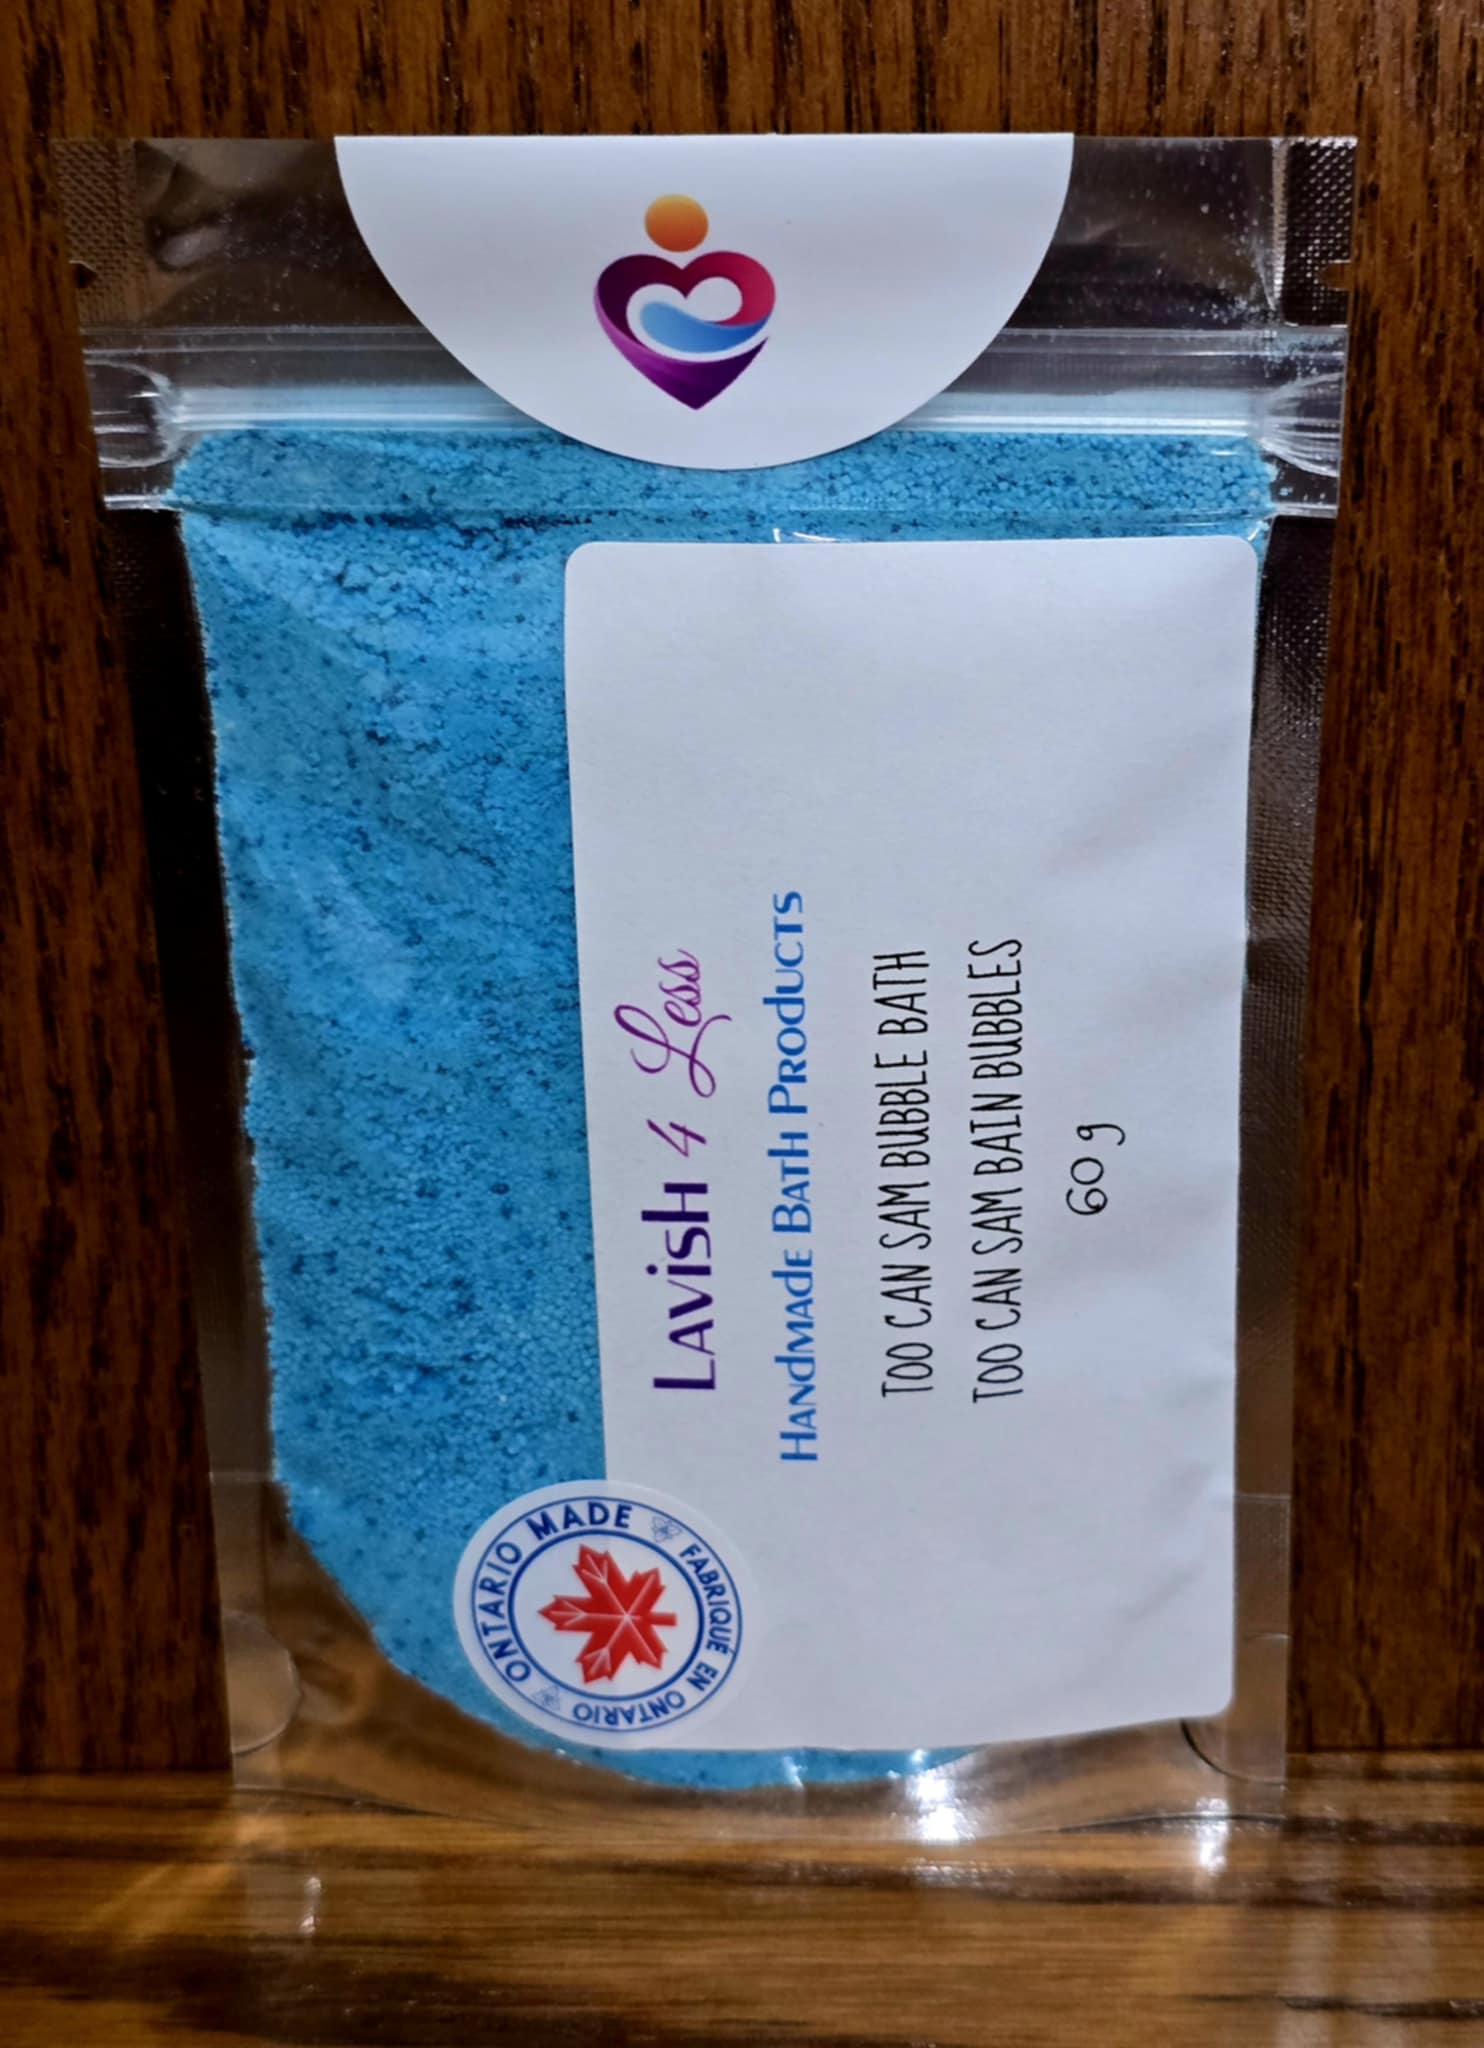 Lavish 4 Less
Handmade Bath Products
TOO CAN SAM BUBBLE BATH
TOO CAN SAM BAIN BUBBLES
60 g
ONTARIO MADE
FABRIQUÉ EN ONTARIO